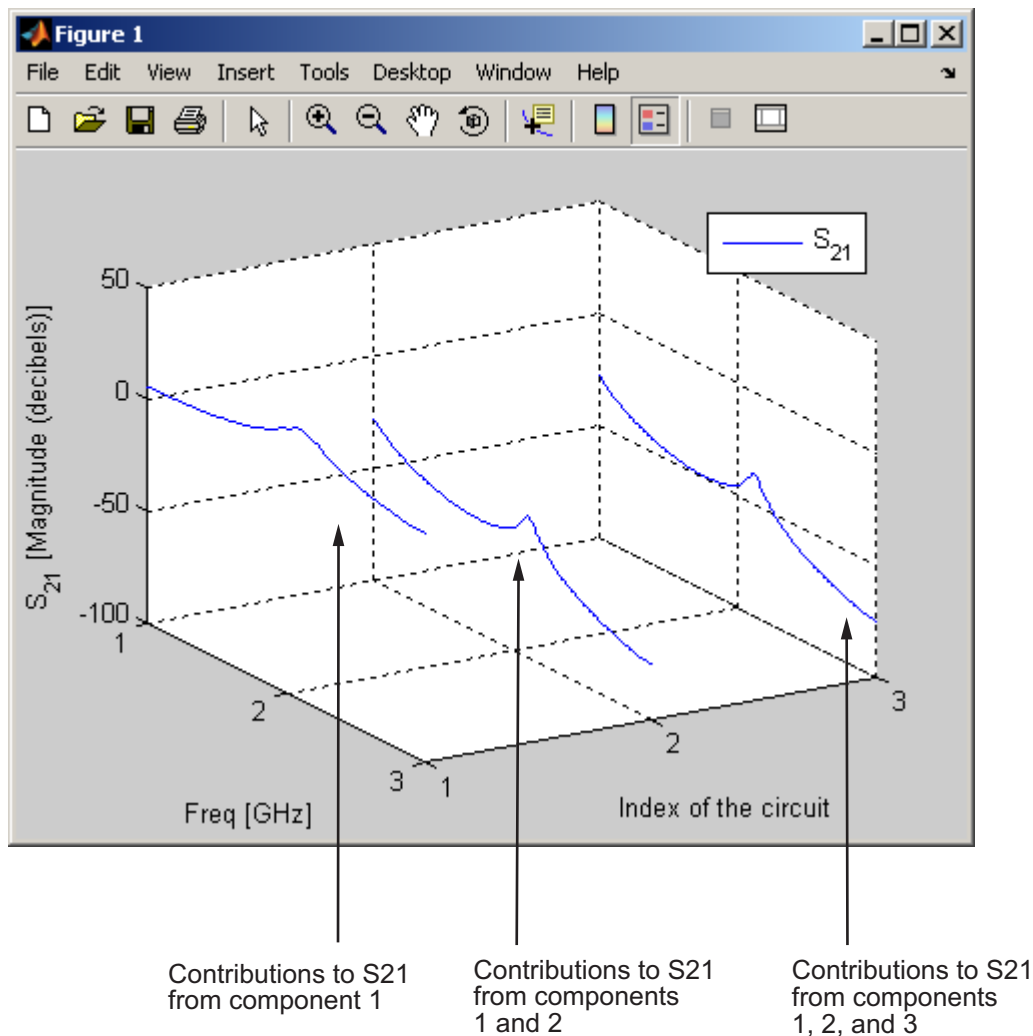 Figure 1
File Edit View Insert Tools Desktop Window Help
S21
50
0
-50
-100
S21 [Magnitude (decibels)]
1
2
3
Freq [GHz]
1
2
3
Index of the circuit
Contributions to S21
from component 1
Contributions to S21
from components
1 and 2
Contributions to S21
from components
1, 2, and 3